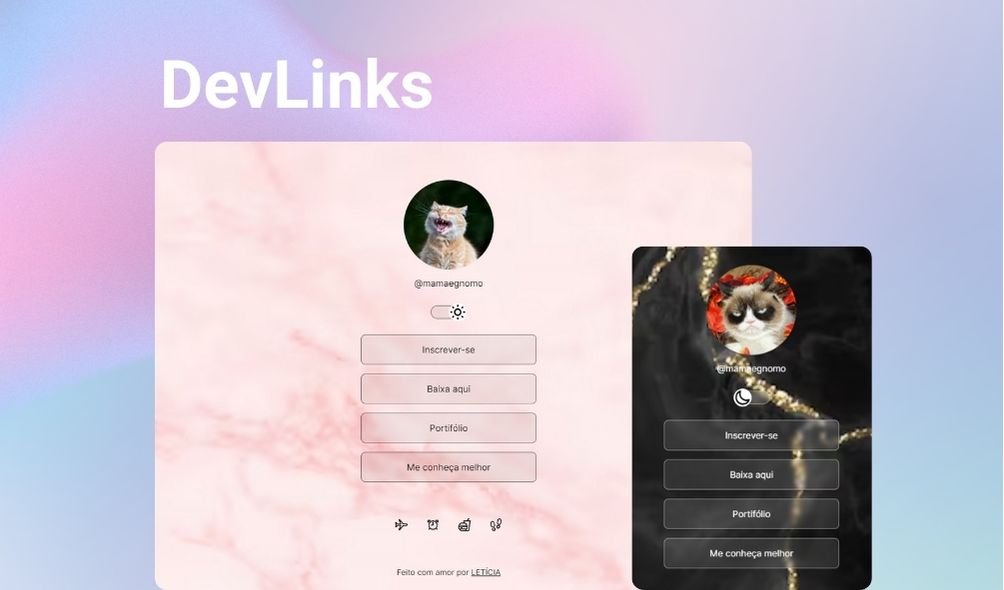 DevLinks
@mamaegnomo
Inscrever-se
Baixa aqui
Portifólio
Me conheça melhor
Feito com amor por LETÍCIA
@mamaegnomo
Inscrever-se
Baixa aqui
Portifólio
Me conheça melhor